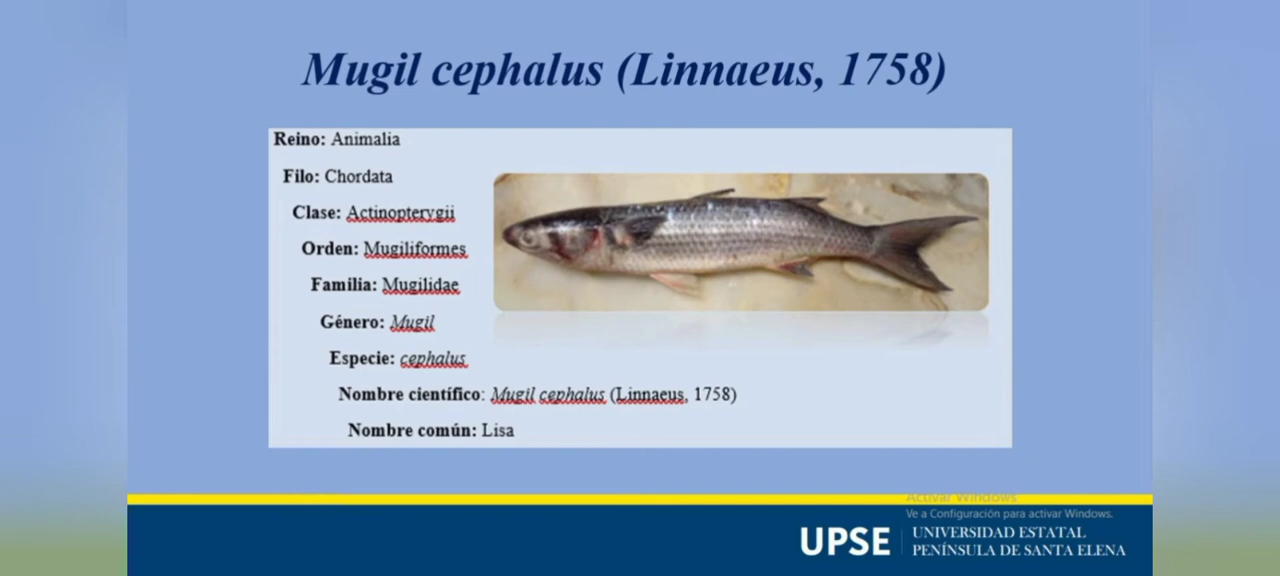 Mugil cephalus (Linnaeus, 1758)
Reino: Animalia
Filo: Chordata
Clase: Actinopterygii
Orden: Mugiliformes
Familia: Mugilidae
Género: Mugil
Especie: cephalus
Nombre científico: Mugil cephalus (Linnaeus, 1758)
Nombre común: Lisa
Activar Windows
Ve a Configuración para activar Windows.
UPSE
UNIVERSIDAD ESTATAL
PENÍNSULA DE SANTA ELENA